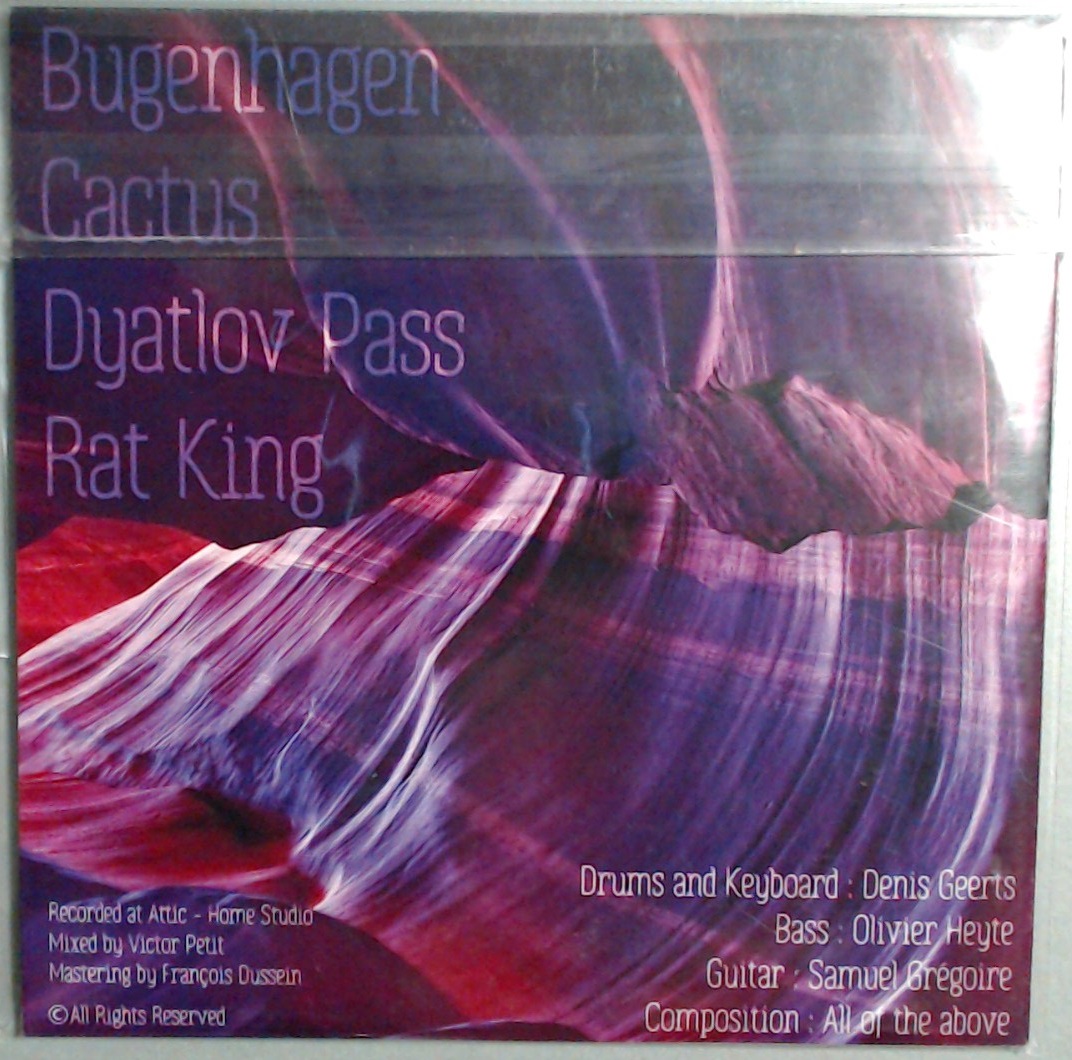 Bugenhagen
Cactus
Dyatlov Pass
Rat King
Recorded at Attic - Home Studio
Mixed by Victor Petit
Mastering by François Dussein
©All Rights Reserved
Drums and Keyboard : Denis Geerts
Bass : Olivier Heyte
Guitar : Samuel Grégoire
Composition : All of the above